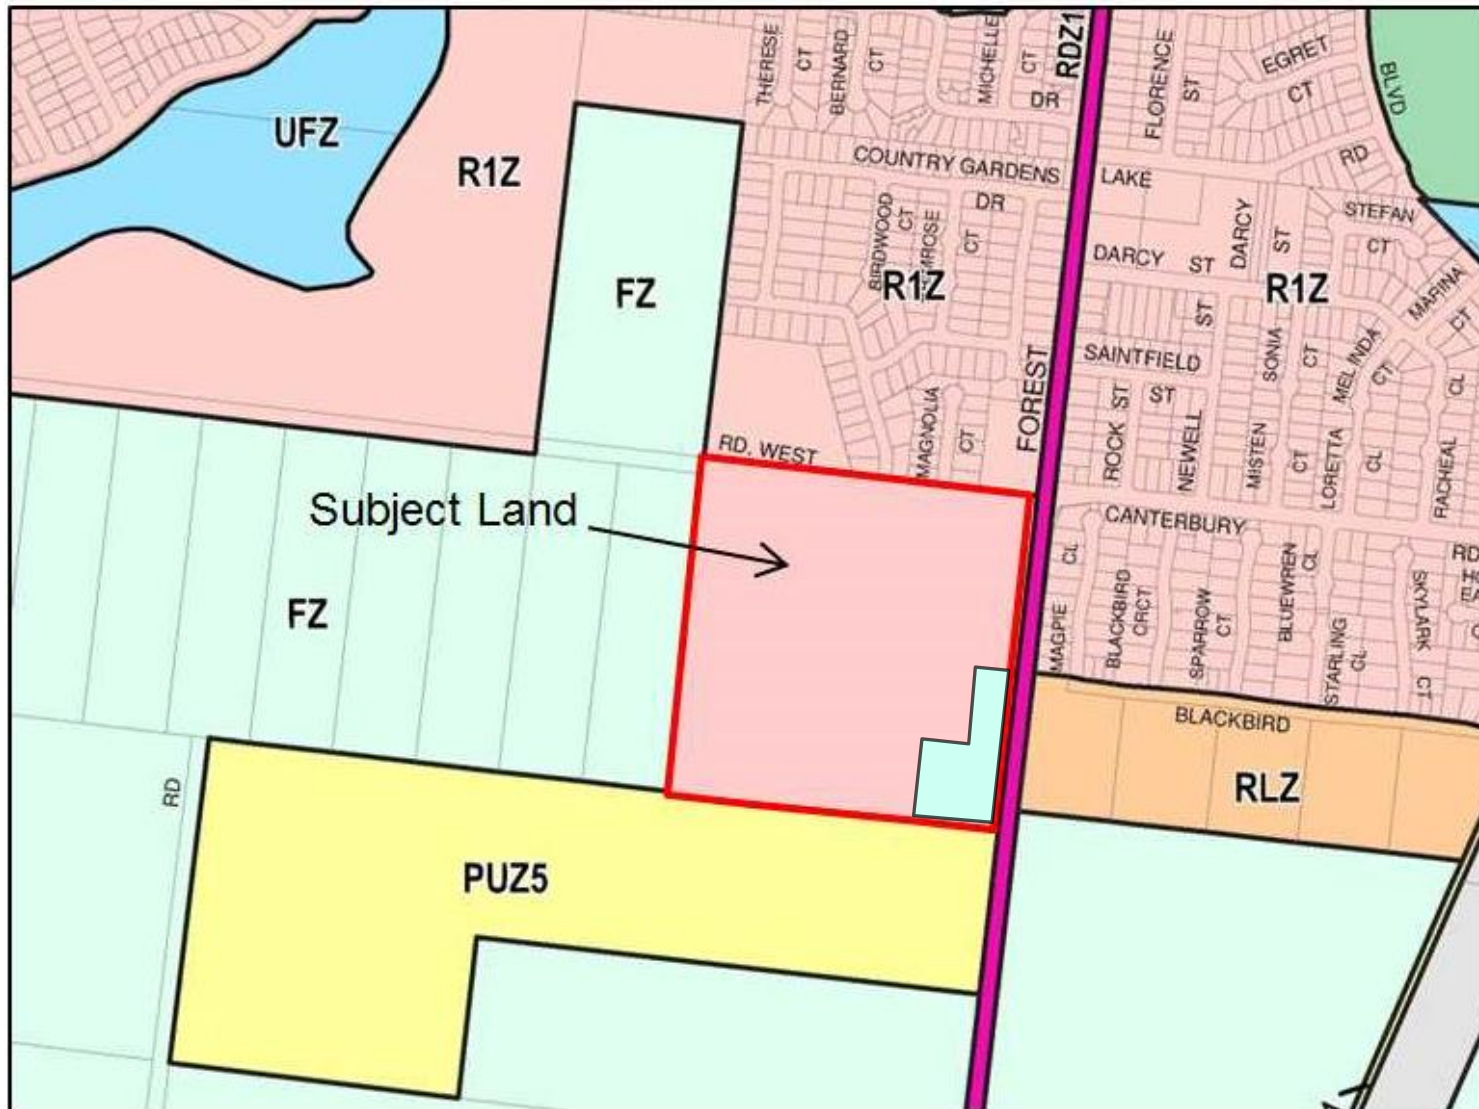 THERESE
CT
BERNARD
CT
MICHELLE
CT
DR
RDZ1
FLORENCE
ST
EGRET
CT
BLVD
UFZ
R1Z
COUNTRY GARDENS
DR
LAKE
RD
BIRDWOOD
CT
CT
DARCY
ST
STEFAN
CT
DARCY ST
FZ
R1Z
R1Z
MARINA
CT
ST
SAINTFIELD
ST
SONIA
CT
MELINDA
CT
CL
FOREST
MAGNOLIA
CT
ROCK ST
NEWELL
MISTEN
CT
LORETTA
CL
RACHEAL
RD. WEST
Subject Land
CANTERBURY
RD
CL
MAGPIE
BLACKBIRD
CRCT
SPARROW
CT
BLUEWREN
CL
STARLING
CL
SKYLARK
CT
FZ
BLACKBIRD
RLZ
RD
PUZ5